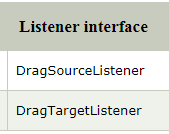 Listener interface
DragSourceListener
DragTargetListener